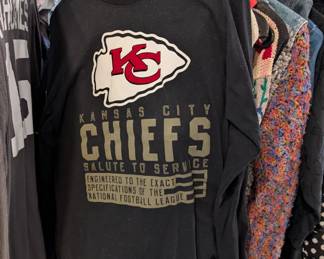 KC
KANSAS CITY
CHIEFS
SALUTE TO SERVICE
ENGINEERED TO THE EXACT
SPECIFICATIONS OF THE
NATIONAL FOOTBALL LEAGUE